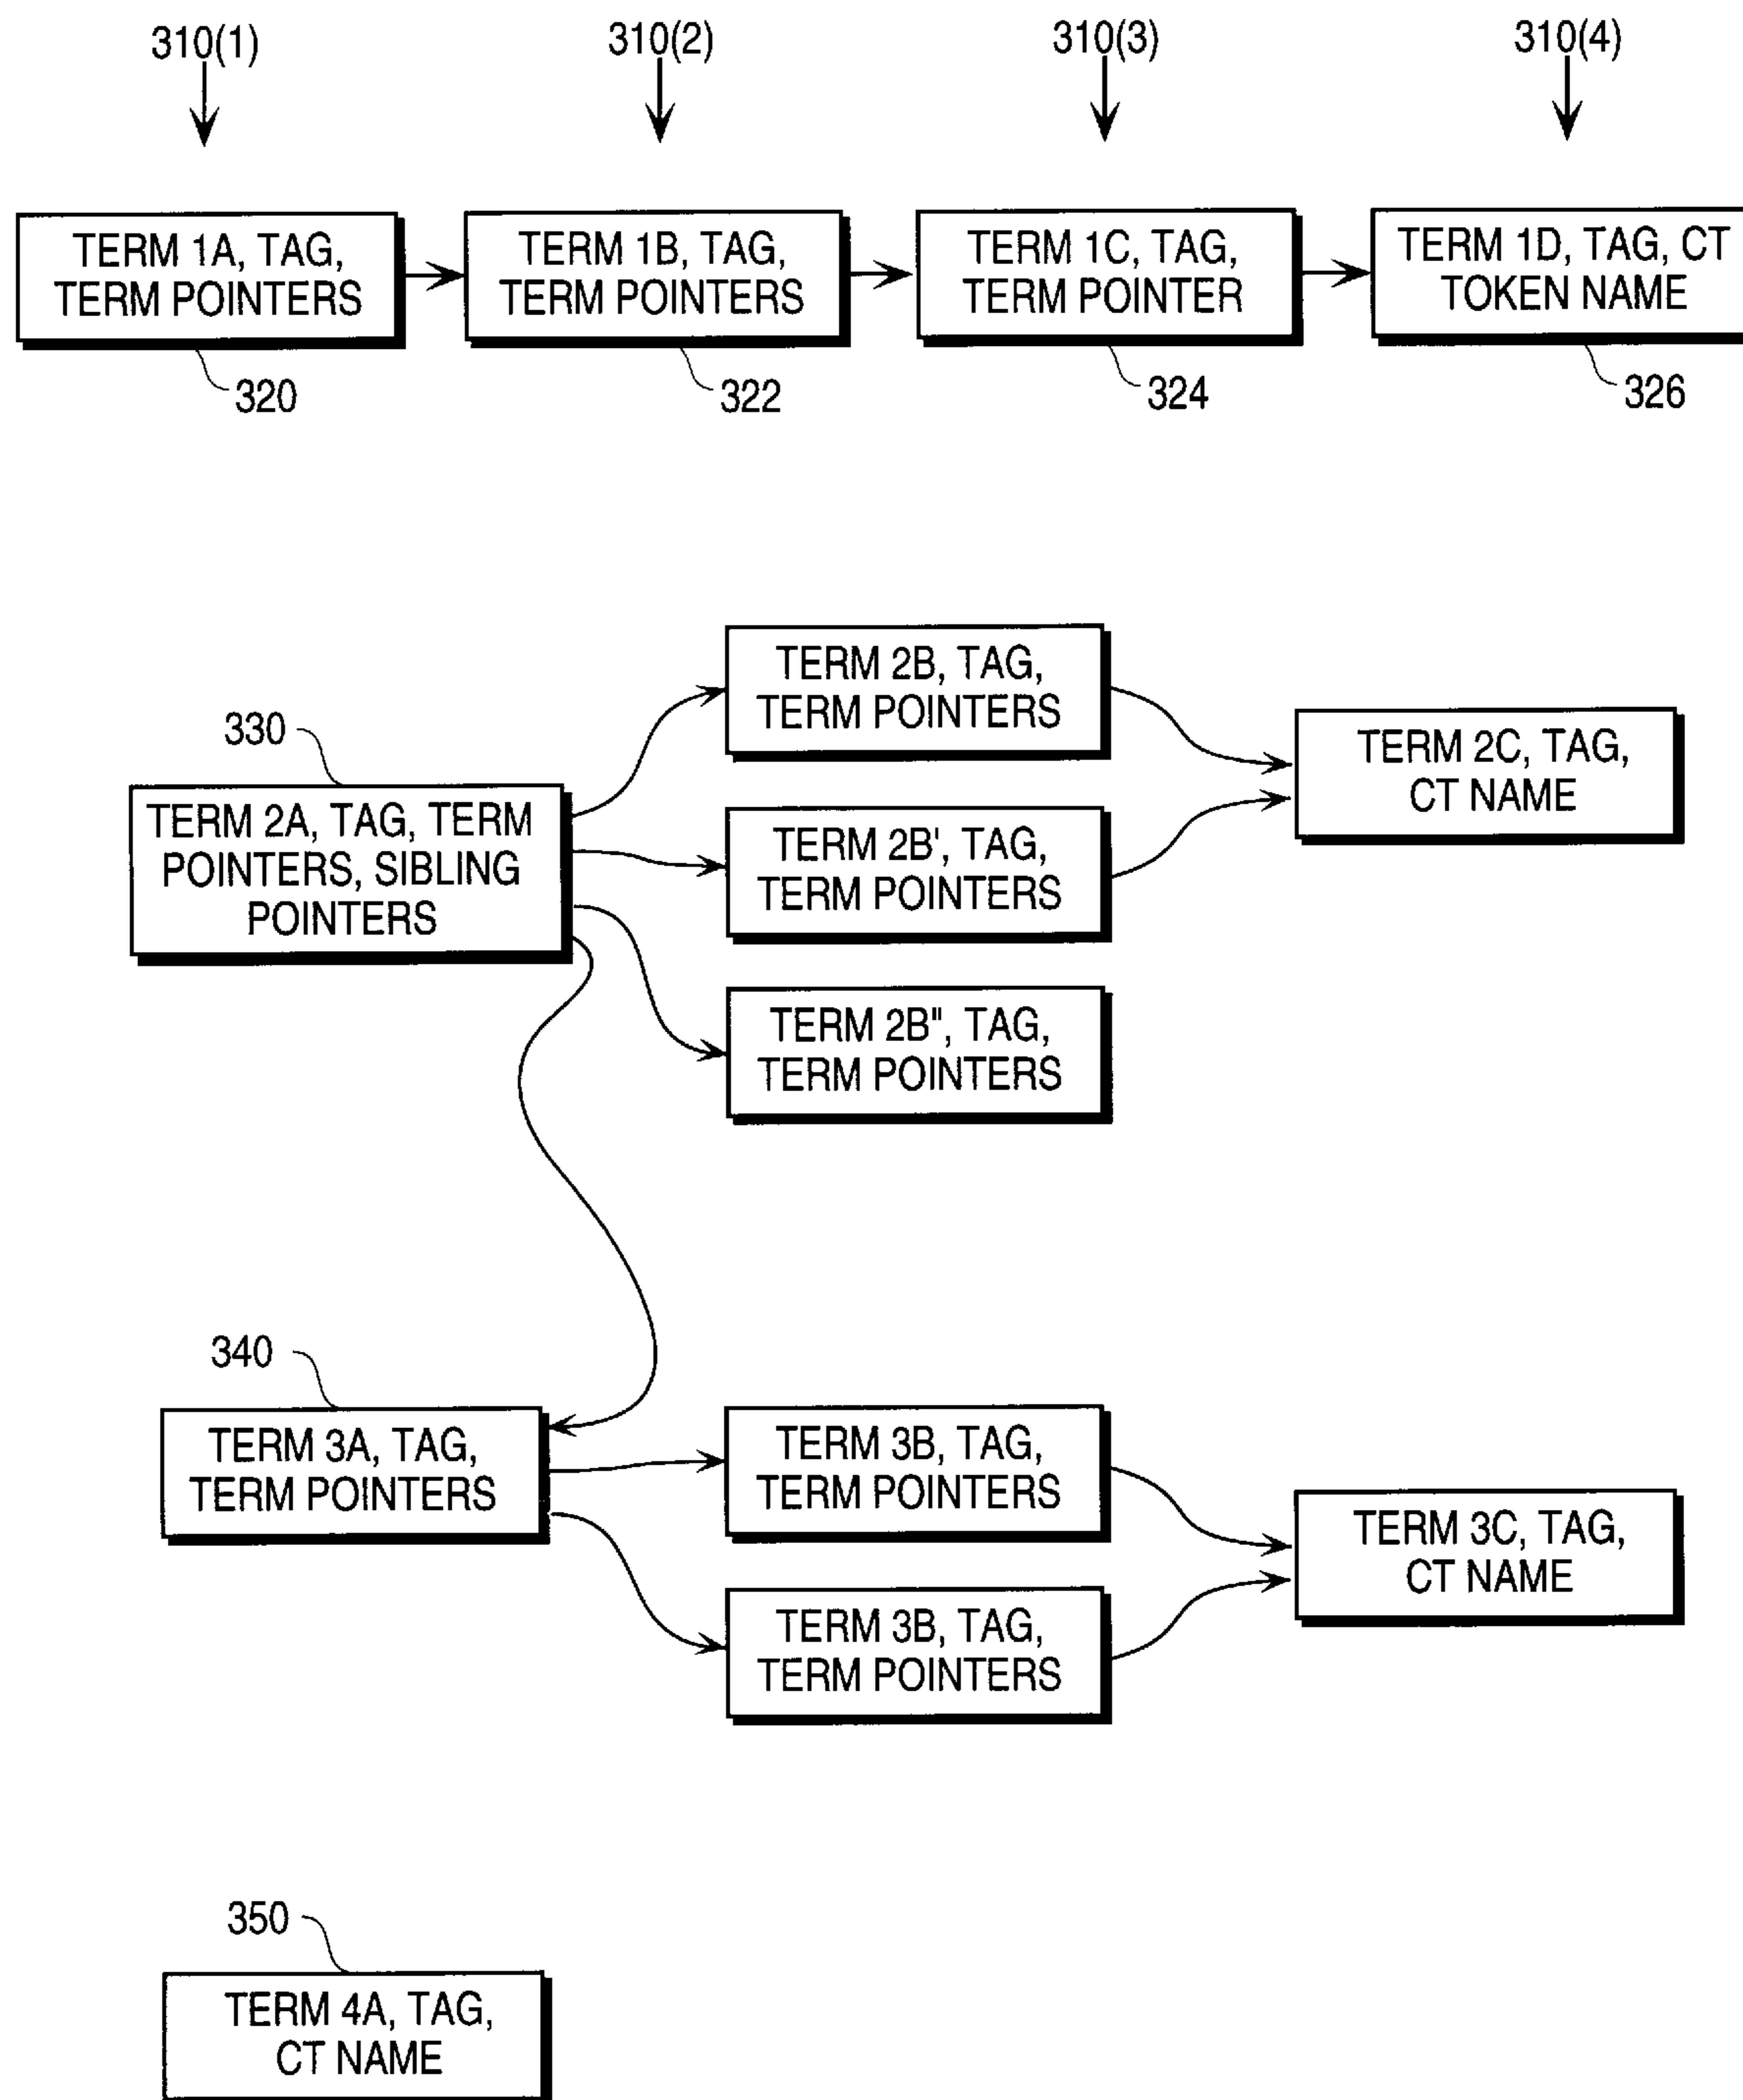 310(1)
310(2)
310(3)
310(4)
TERM 1A, TAG,
TERM POINTERS
TERM 1B, TAG,
TERM POINTERS
TERM 1C, TAG,
TERM POINTER
TERM 1D, TAG, CT
TOKEN NAME
320
322
324
326
TERM 2B, TAG,
TERM POINTERS
330
TERM 2A, TAG, TERM
POINTERS, SIBLING
POINTERS
TERM 2C, TAG,
CT NAME
TERM 2B', TAG,
TERM POINTERS
TERM 2B", TAG,
TERM POINTERS
340
TERM 3A, TAG,
TERM POINTERS
TERM 3B, TAG,
TERM POINTERS
TERM 3C, TAG,
CT NAME
TERM 3B, TAG,
TERM POINTERS
350
TERM 4A, TAG,
CT NAME